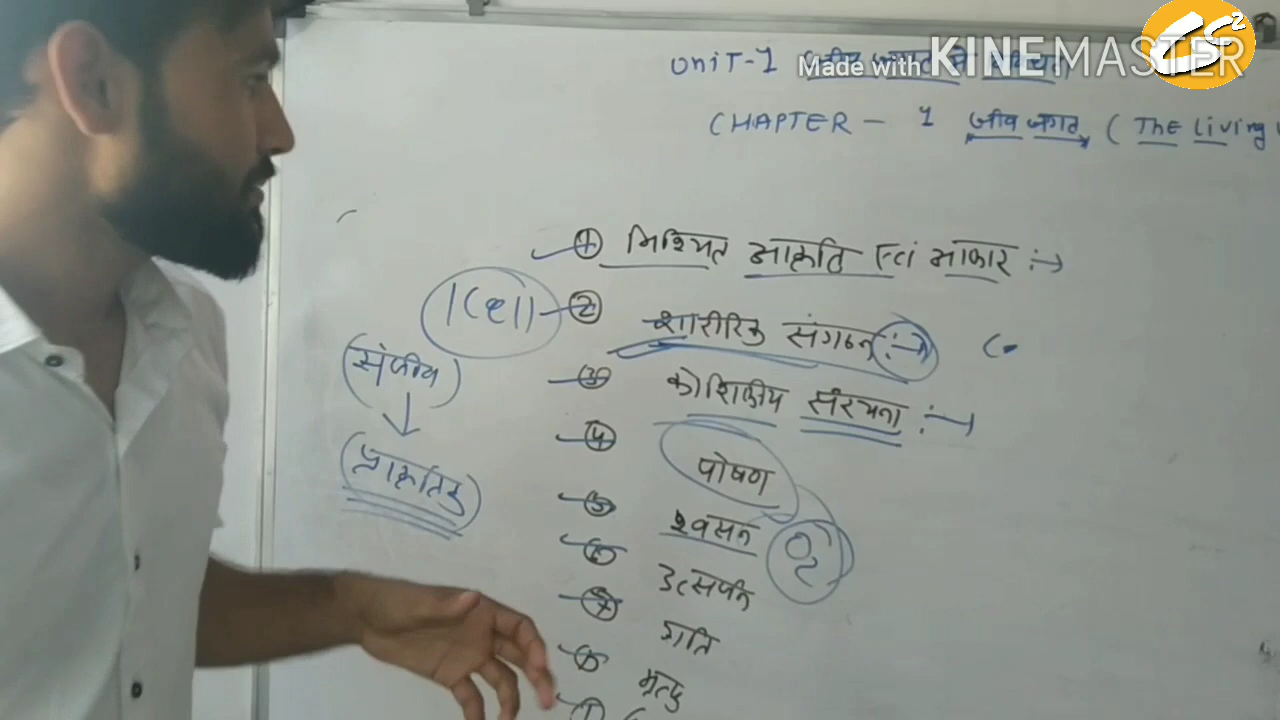 UNIT-1
Made with KINEMASTER
CHAPTER - 1 जीव जगत (The Living
① निश्चित आकृति एवं आकार :→
② शारीरिक संगठन :→
③ कोशिकीय संरचना :→
(संजीव)
④ पोषण
(प्राकृतिक)
⑤ श्वसन
O2
⑥ उत्सर्जन
⑦ गति
⑧ मृत्यु